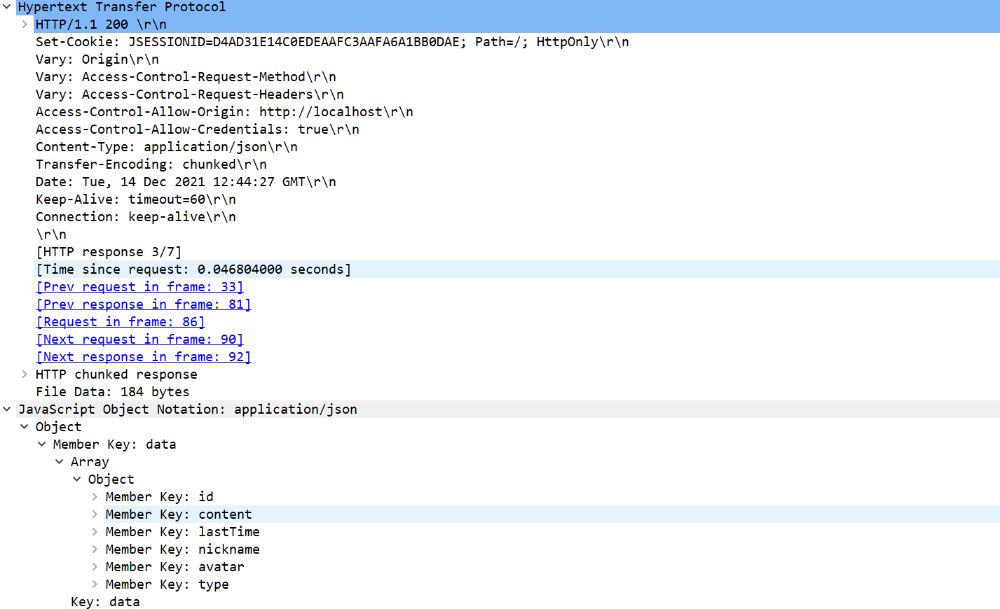 Hypertext Transfer Protocol
HTTP/1.1 200 \r\n
Set-Cookie: JSESSIONID=D4AD31E14C0EDEAAFC3AAFA6A1BB0DAE; Path=/; HttpOnly\r\n
Vary: Origin\r\n
Vary: Access-Control-Request-Method\r\n
Vary: Access-Control-Request-Headers\r\n
Access-Control-Allow-Origin: http://localhost\r\n
Access-Control-Allow-Credentials: true\r\n
Content-Type: application/json\r\n
Transfer-Encoding: chunked\r\n
Date: Tue, 14 Dec 2021 12:44:27 GMT\r\n
Keep-Alive: timeout=60\r\n
Connection: keep-alive\r\n
\r\n
[HTTP response 3/7]
[Time since request: 0.046804000 seconds]
[Prev request in frame: 33]
[Prev response in frame: 81]
[Request in frame: 86]
[Next request in frame: 90]
[Next response in frame: 92]
HTTP chunked response
File Data: 184 bytes
JavaScript Object Notation: application/json
Object
Member Key: data
Array
Object
Member Key: id
Member Key: content
Member Key: lastTime
Member Key: nickname
Member Key: avatar
Member Key: type
Key: data